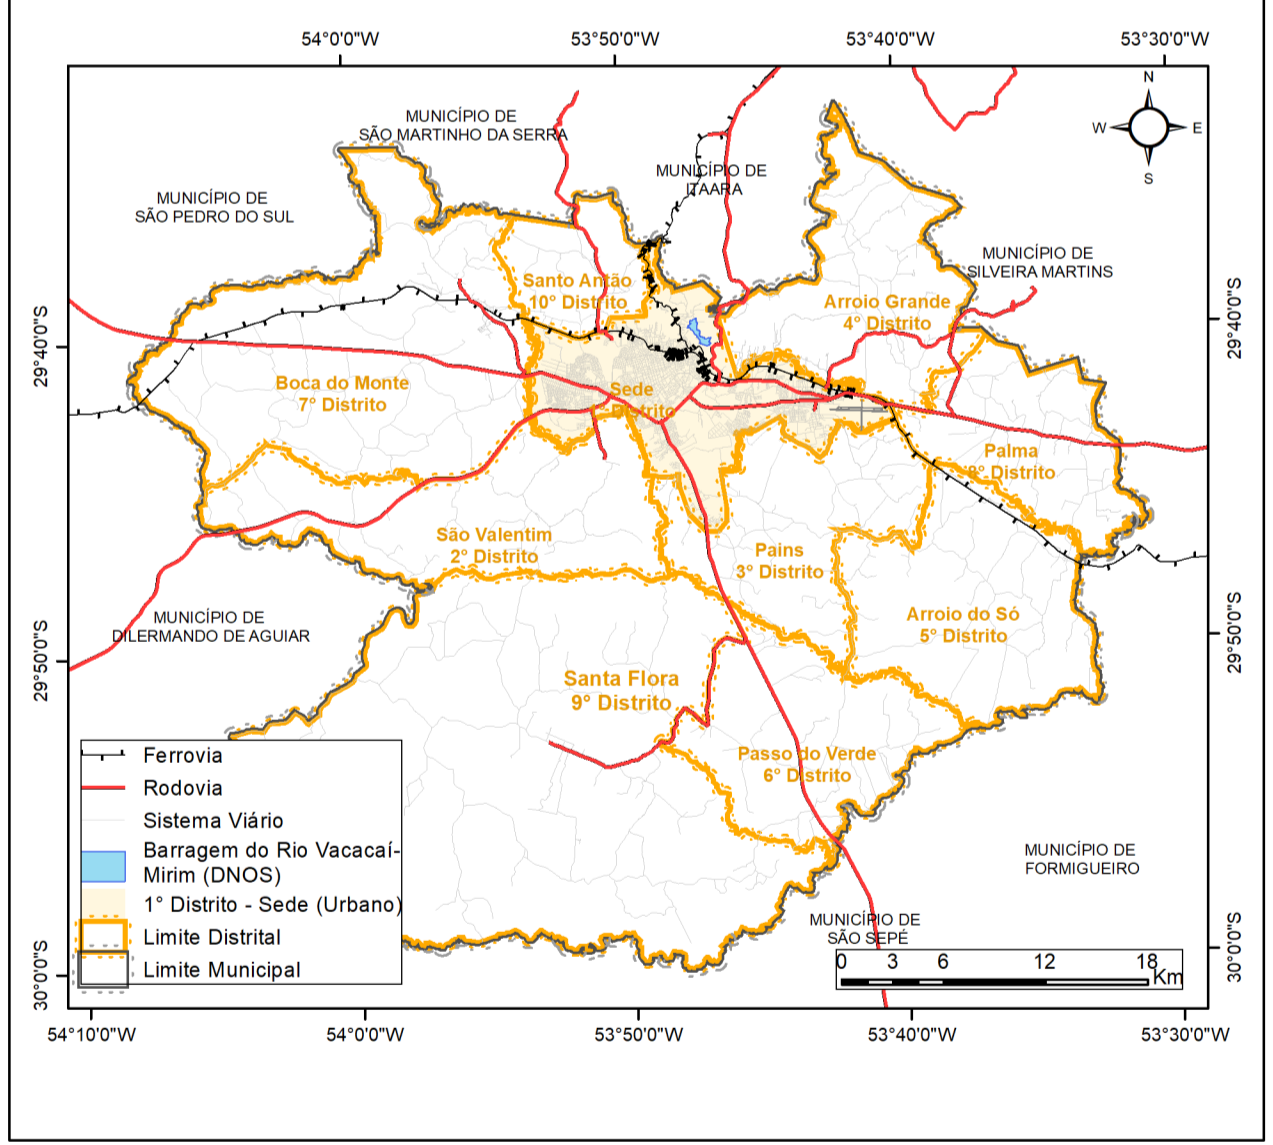 54°0'0"W
53°50'0"W
53°40'0"W
53°30'0"W
N
W
E
S
MUNICÍPIO DE
SÃO MARTINHO DA SERRA
MUNICÍPIO DE
ITAARA
MUNICÍPIO DE
SÃO PEDRO DO SUL
MUNICÍPIO DE
SILVEIRA MARTINS
Santo Antão
10° Distrito
Arroio Grande
4° Distrito
29°40'0"S
29°40'0"S
Boca do Monte
7° Distrito
Sede
Distrito
Palma
8° Distrito
São Valentim
2° Distrito
Pains
3° Distrito
MUNICÍPIO DE
DILERMANDO DE AGUIAR
Arroio do Só
5° Distrito
29°50'0"S
29°50'0"S
Santa Flora
9° Distrito
Passo do Verde
6° Distrito
Ferrovia
Rodovia
Sistema Viário
Barragem do Rio Vacacaí-
Mirim (DNOS)
1° Distrito - Sede (Urbano)
Limite Distrital
Limite Municipal
MUNICÍPIO DE
FORMIGUEIRO
MUNICÍPIO DE
SÃO SEPÉ
0 3 6 12 18
Km
30°0'0"S
30°0'0"S
54°10'0"W
54°0'0"W
53°50'0"W
53°40'0"W
53°30'0"W